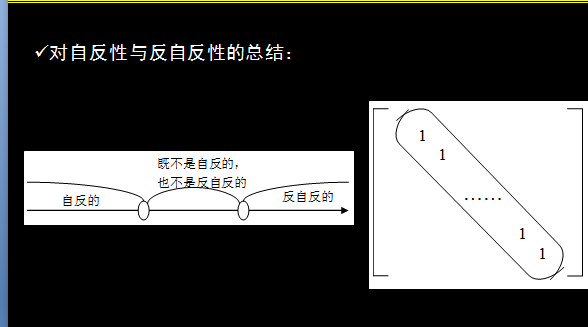 ✓对自反性与反自反性的总结:
既不是自反的,
也不是反自反的
自反的
反自反的
1
1
……
1
1